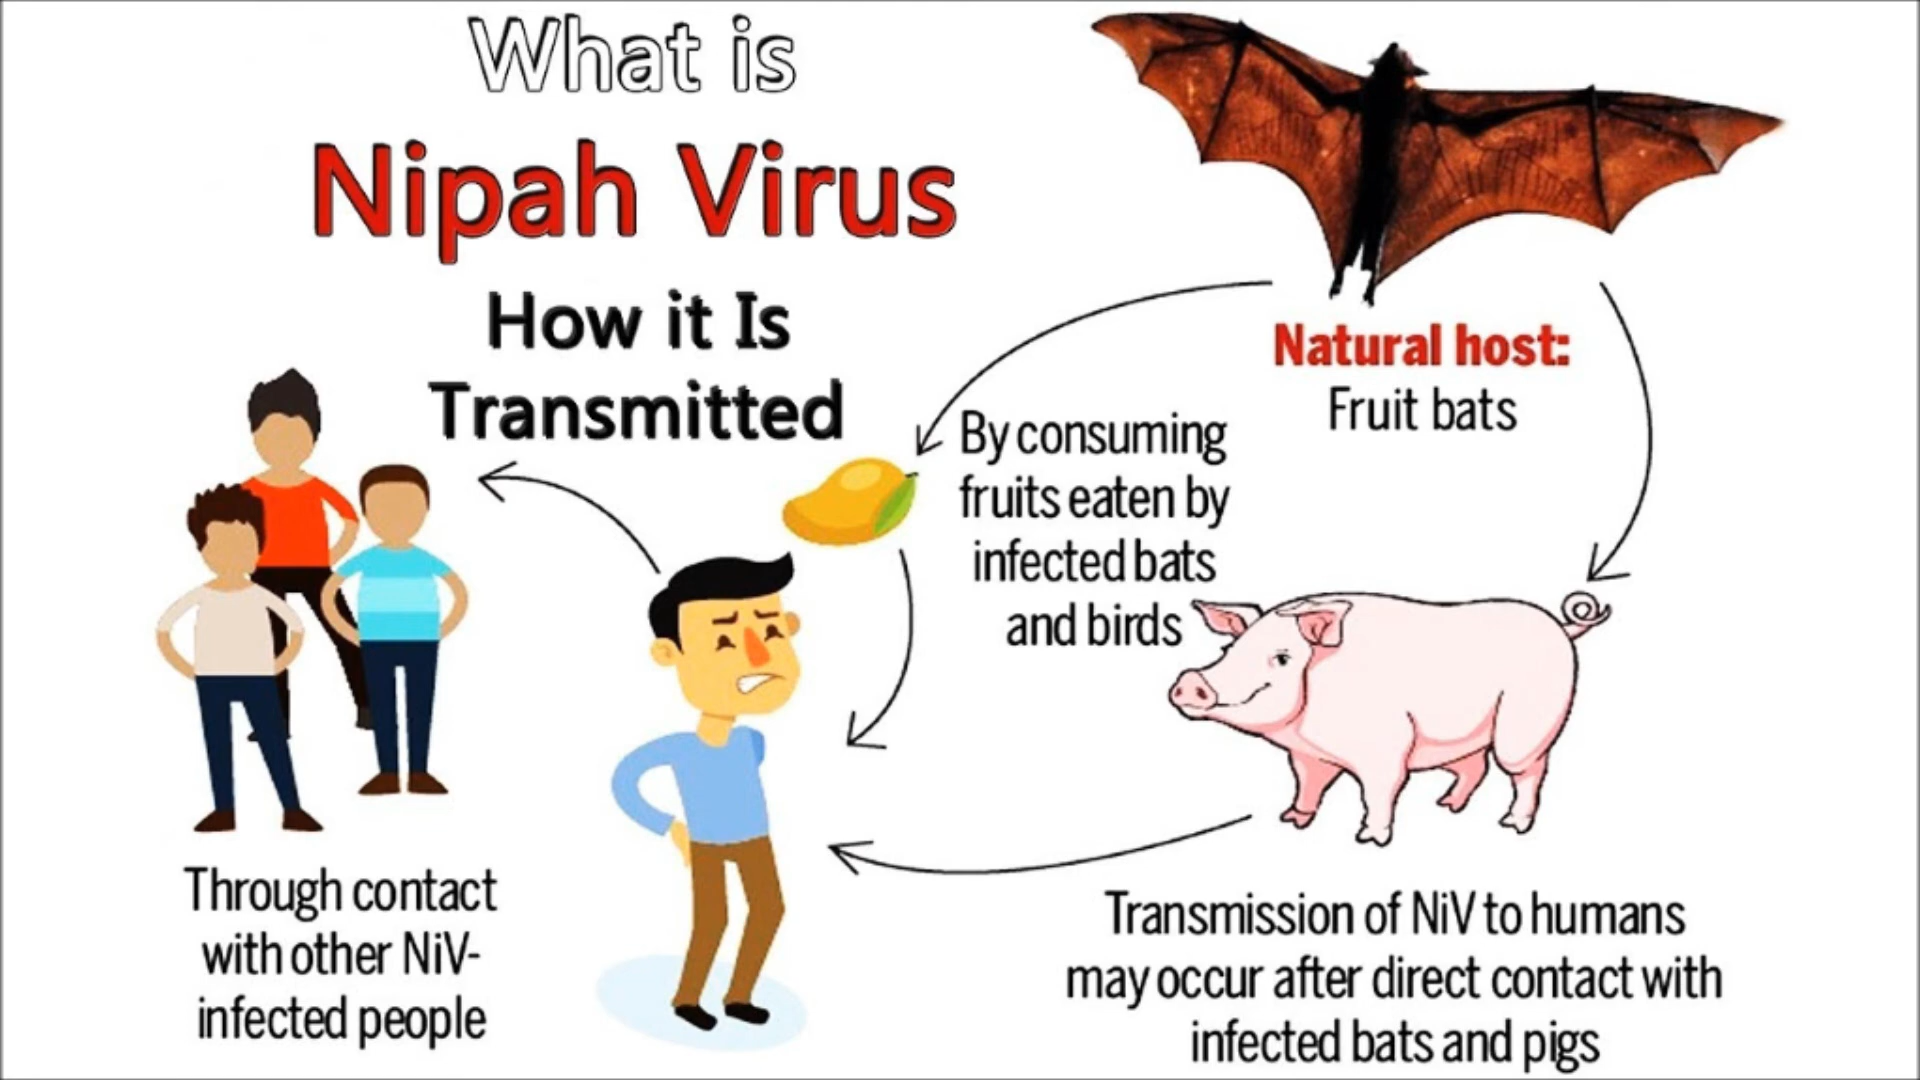 What is
Nipah Virus
How it Is
Transmitted
Natural host:
Fruit bats
By consuming
fruits eaten by
infected bats
and birds
Through contact
with other NiV-
infected people
Transmission of NiV to humans
may occur after direct contact with
infected bats and pigs